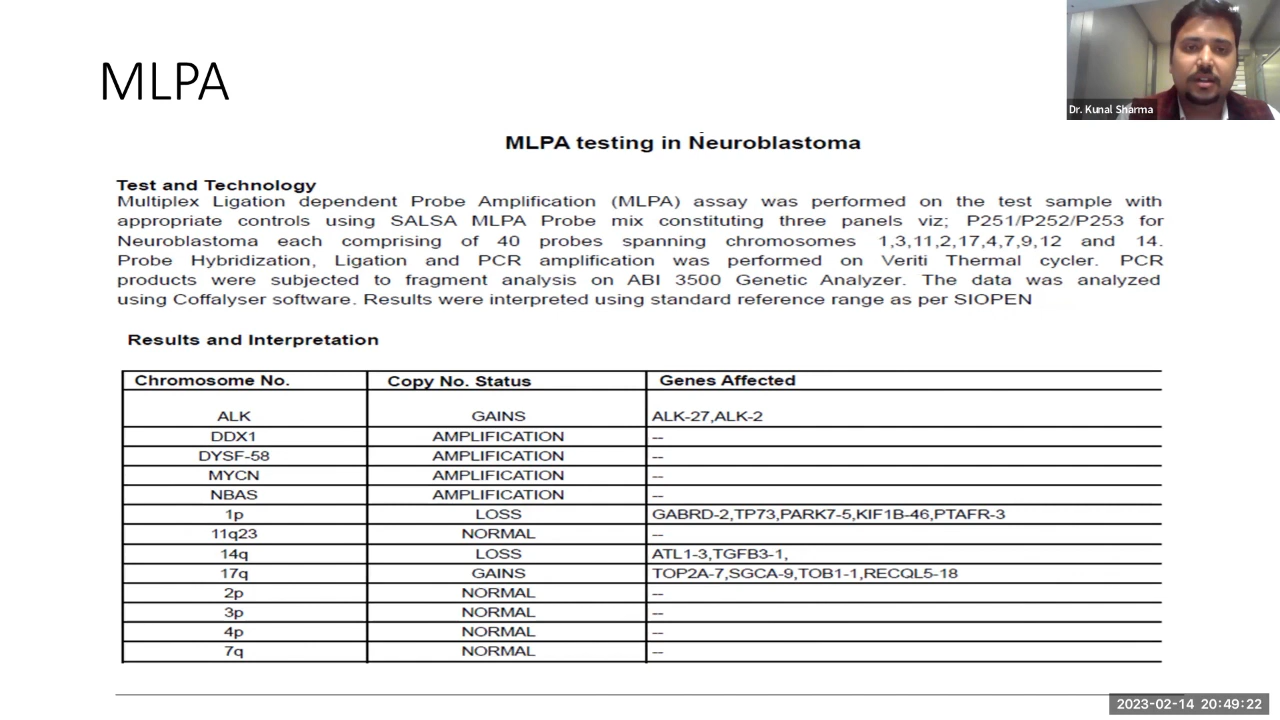 MLPA
Dr. Kunal Sharma
MLPA testing in Neuroblastoma
Test and Technology
Multiplex Ligation dependent Probe Amplification (MLPA) assay was performed on the test sample with
appropriate controls using SALSA MLPA Probe mix constituting three panels viz; P251/P252/P253 for
Neuroblastoma each comprising of 40 probes spanning chromosomes 1,3,11,2,17,4,7,9,12 and 14.
Probe Hybridization, Ligation and PCR amplification was performed on Veriti Thermal cycler. PCR
products were subjected to fragment analysis on ABI 3500 Genetic Analyzer. The data was analyzed
using Coffalyser software. Results were interpreted using standard reference range as per SIOPEN
Results and Interpretation
Chromosome No. Copy No. Status Genes Affected
ALK GAINS ALK-27,ALK-2
DDX1 AMPLIFICATION --
DYSF-58 AMPLIFICATION --
MYCN AMPLIFICATION --
NBAS AMPLIFICATION --
1p LOSS GABRD-2,TP73,PARK7-5,KIF1B-46,PTAFR-3
11q23 NORMAL --
14q LOSS ATL1-3,TGFB3-1,
17q GAINS TOP2A-7,SGCA-9,TOB1-1,RECQL5-18
2p NORMAL --
3p NORMAL --
4p NORMAL --
7q NORMAL --
2023-02-14 20:49:22